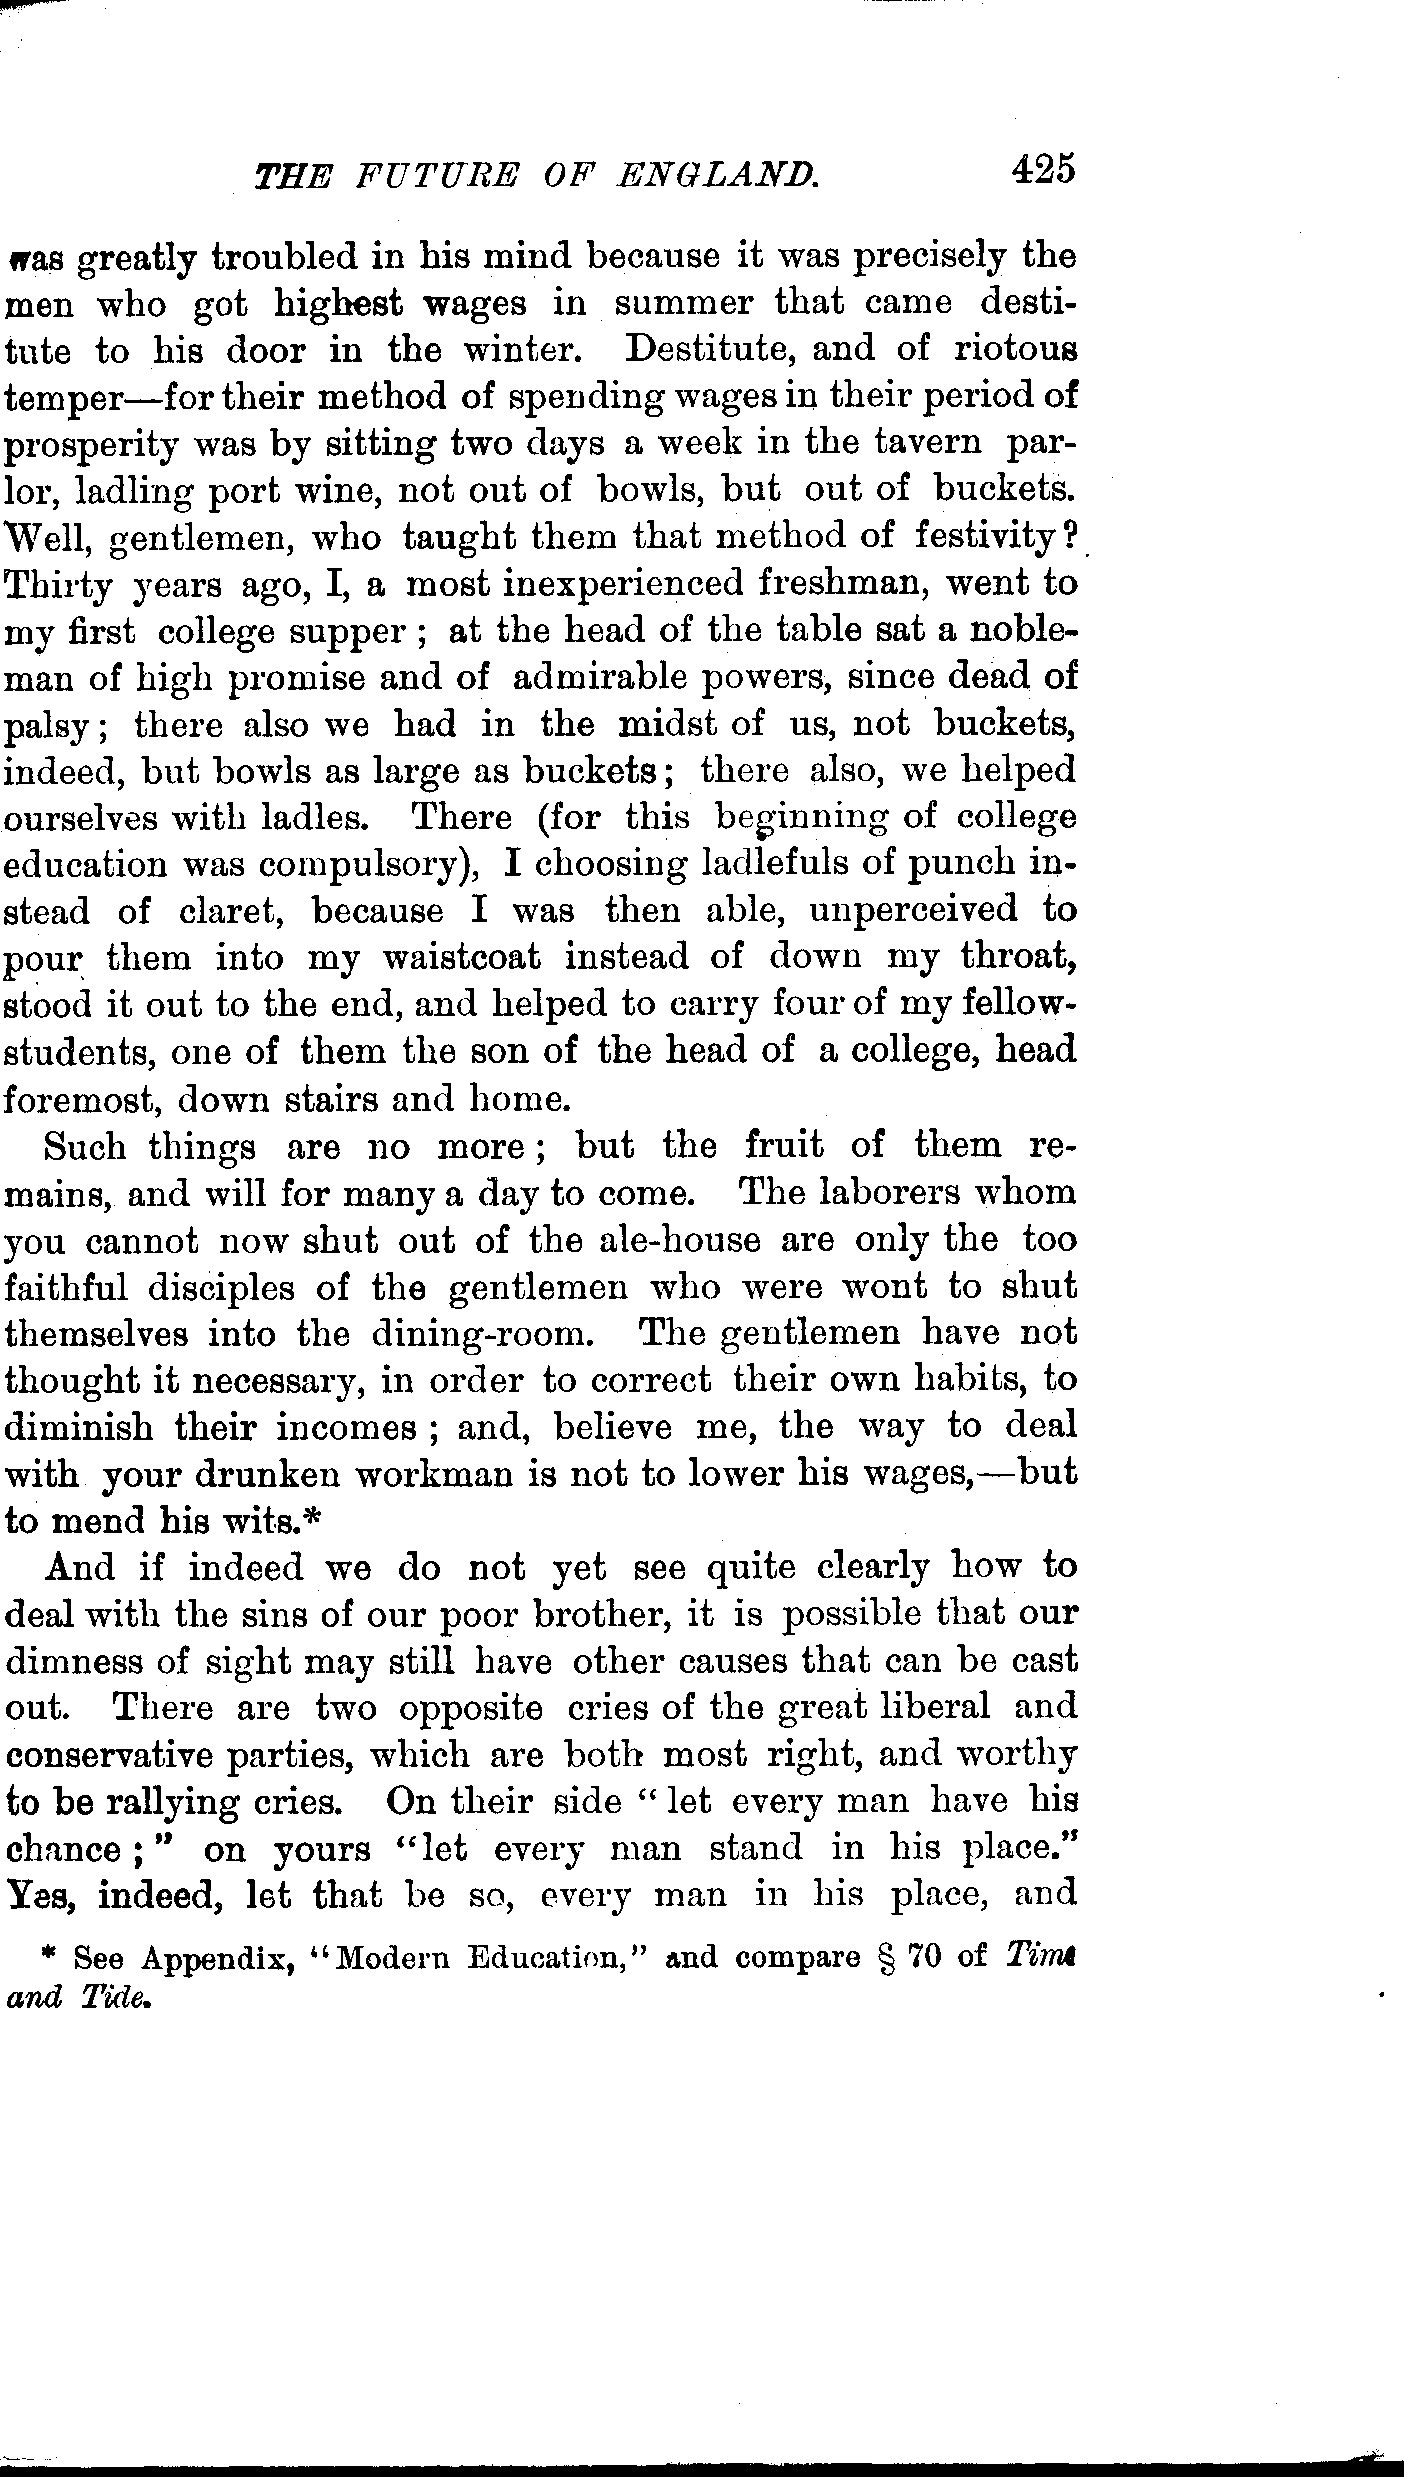 THE FUTURE OF ENGLAND. 425
was greatly troubled in his mind because it was precisely the
men who got highest wages in summer that came desti-
tute to his door in the winter. Destitute, and of riotous
temper—for their method of spending wages in their period of
prosperity was by sitting two days a week in the tavern par-
lor, ladling port wine, not out of bowls, but out of buckets.
Well, gentlemen, who taught them that method of festivity?
Thirty years ago, I, a most inexperienced freshman, went to
my first college supper ; at the head of the table sat a noble-
man of high promise and of admirable powers, since dead of
palsy ; there also we had in the midst of us, not buckets,
indeed, but bowls as large as buckets ; there also, we helped
ourselves with ladles. There (for this beginning of college
education was compulsory), I choosing ladlefuls of punch in-
stead of claret, because I was then able, unperceived to
pour them into my waistcoat instead of down my throat,
stood it out to the end, and helped to carry four of my fellow-
students, one of them the son of the head of a college, head
foremost, down stairs and home.
Such things are no more ; but the fruit of them re-
mains, and will for many a day to come. The laborers whom
you cannot now shut out of the ale-house are only the too
faithful disciples of the gentlemen who were wont to shut
themselves into the dining-room. The gentlemen have not
thought it necessary, in order to correct their own habits, to
diminish their incomes ; and, believe me, the way to deal
with your drunken workman is not to lower his wages,—but
to mend his wits.*
And if indeed we do not yet see quite clearly how to
deal with the sins of our poor brother, it is possible that our
dimness of sight may still have other causes that can be cast
out. There are two opposite cries of the great liberal and
conservative parties, which are both most right, and worthy
to be rallying cries. On their side " let every man have his
chance ; " on yours "let every man stand in his place."
Yes, indeed, let that be so, every man in his place, and
* See Appendix, "Modern Education," and compare § 70 of Time
and Tide.